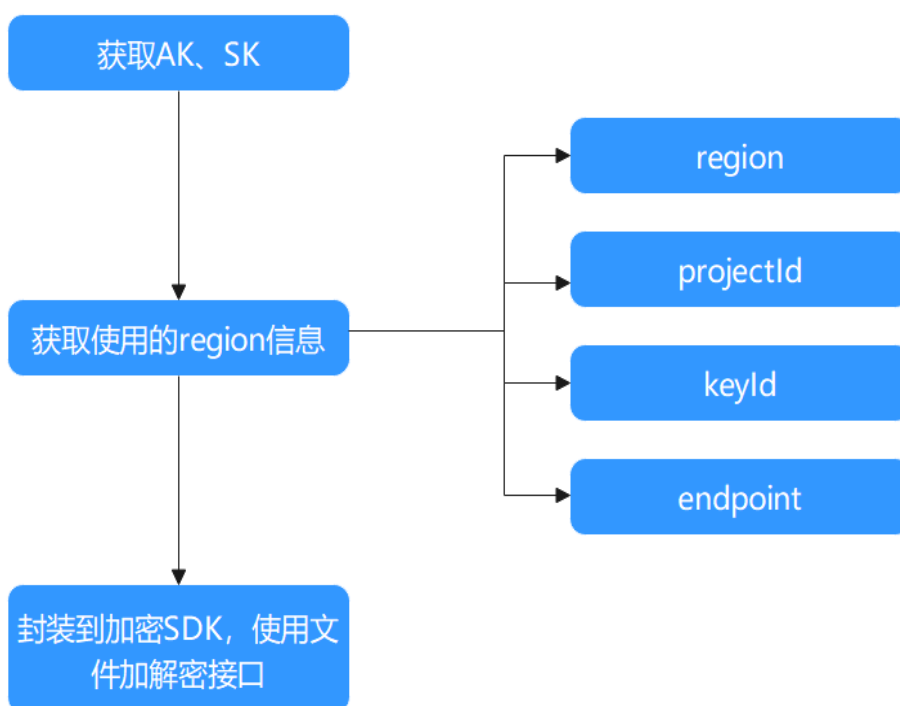 获取AK、SK
region
projectId
获取使用的region信息
keyId
endpoint
封装到加密SDK，使用文
件加解密接口